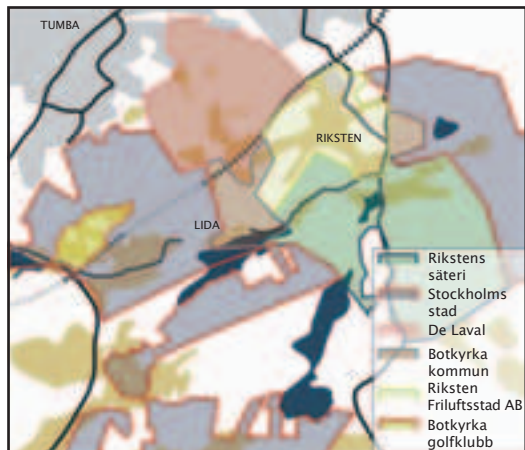 TUMBA
RIKSTEN
LIDA
Rikstens
säteri
Stockholms
stad
De Laval
Botkyrka
kommun
Riksten
Friluftsstad AB
Botkyrka
golfklubb